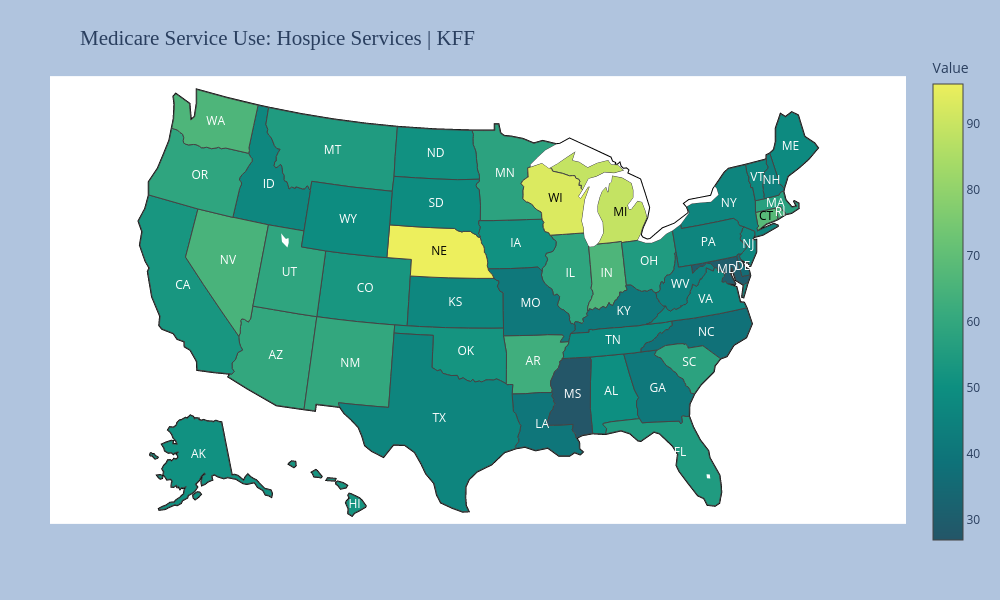 Medicare Service Use: Hospice Services | KFF
Value
90
80
70
60
50
40
30
WA
OR
ID
MT
ND
MN
SD
WY
WI
MI
ME
VT
NH
NY
MA
RI
CT
IA
NE
NV
UT
CO
CA
IL
IN
OH
PA
NJ
MD
DE
WV
VA
KS
MO
KY
AZ
NM
OK
AR
TN
NC
SC
TX
MS
AL
GA
LA
FL
AK
HI